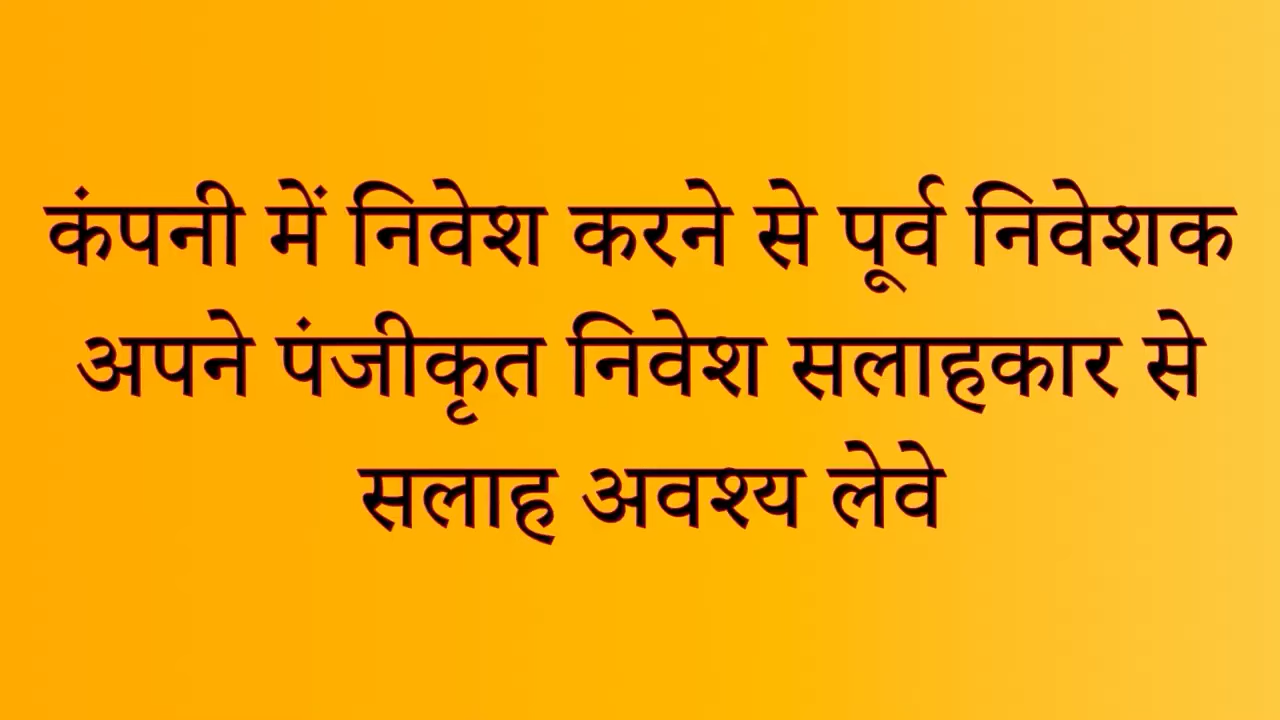 कंपनी में निवेश करने से पूर्व निवेशक
अपने पंजीकृत निवेश सलाहकार से
सलाह अवश्य लेवे